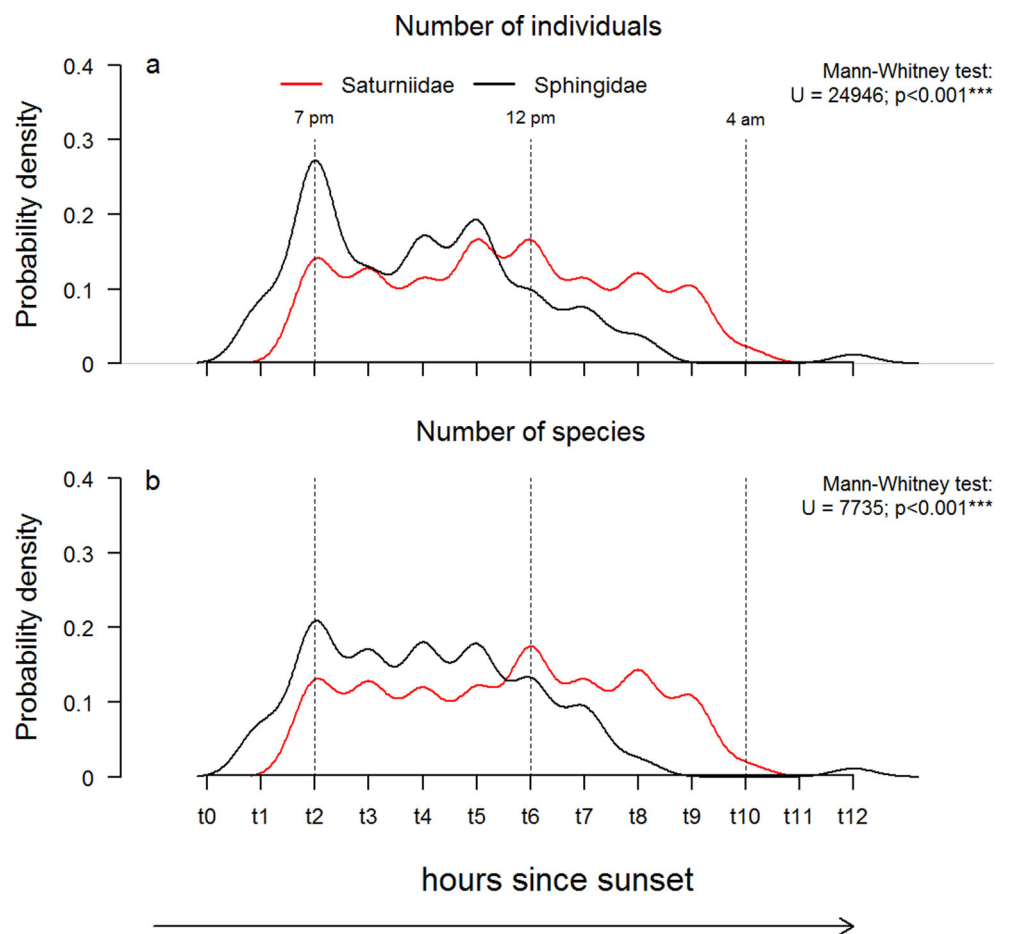 Number of individuals
a
Saturniidae Sphingidae
Mann-Whitney test:
U = 24946; p<0.001***
7 pm 12 pm 4 am
Probability density
0.4
0.3
0.2
0.1
0
Number of species
b
Mann-Whitney test:
U = 7735; p<0.001***
Probability density
0.4
0.3
0.2
0.1
0
t0 t1 t2 t3 t4 t5 t6 t7 t8 t9 t10 t11 t12
hours since sunset